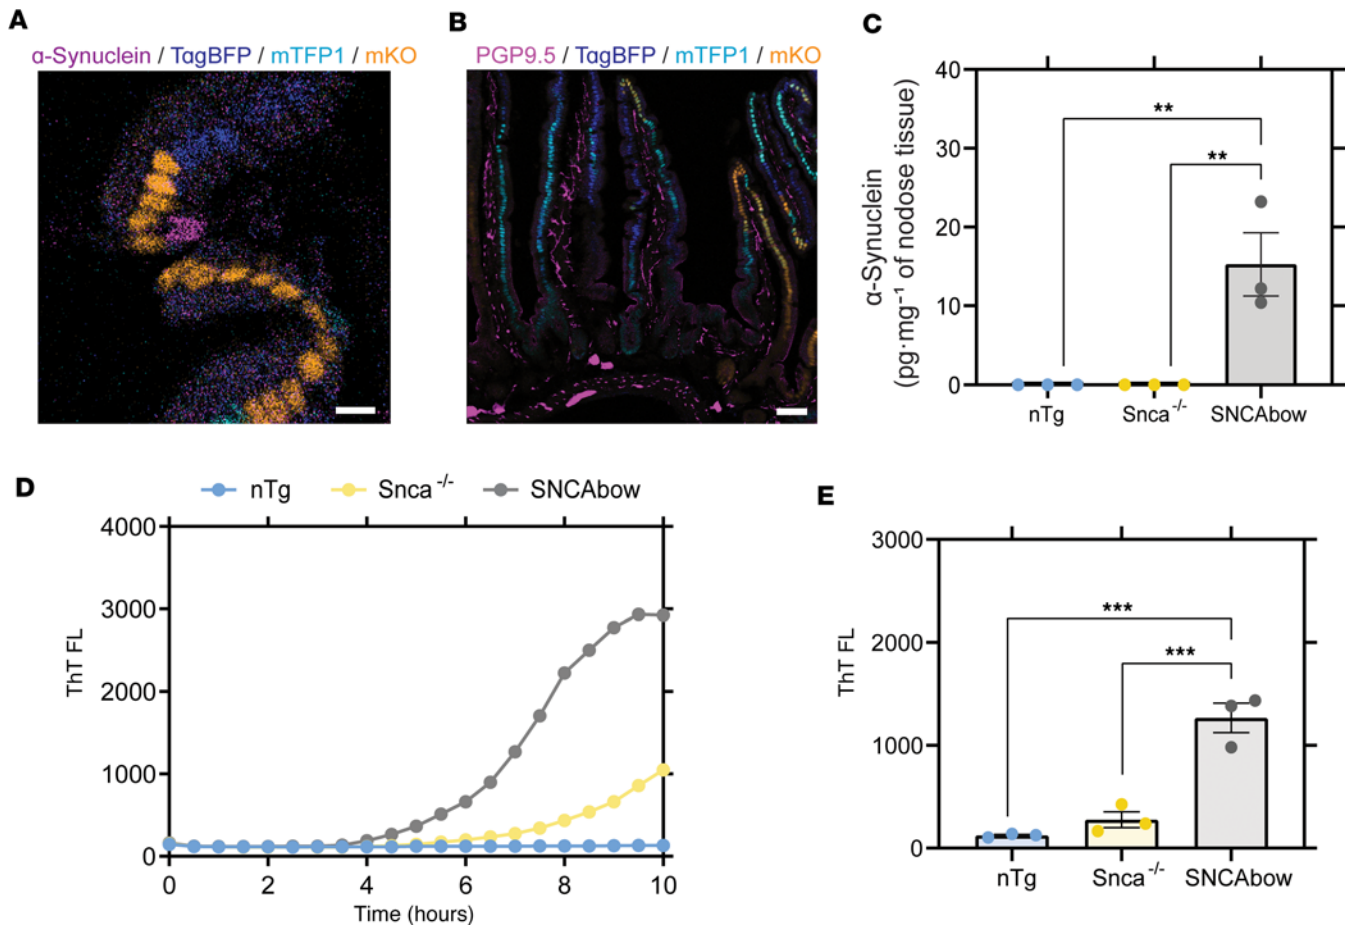 A
α-Synuclein / TagBFP / mTFP1 / mKO
B
PGP9.5 / TagBFP / mTFP1 / mKO
C
α-Synuclein
(pg·mg⁻¹ of nodose tissue)
40
30
20
10
0
**
**
nTg
Snca⁻/⁻
SNCAbow
D
nTg
Snca⁻/⁻
SNCAbow
ThT FL
4000
3000
2000
1000
0
0
2
4
6
8
10
Time (hours)
E
ThT FL
3000
2000
1000
0
***
***
nTg
Snca⁻/⁻
SNCAbow